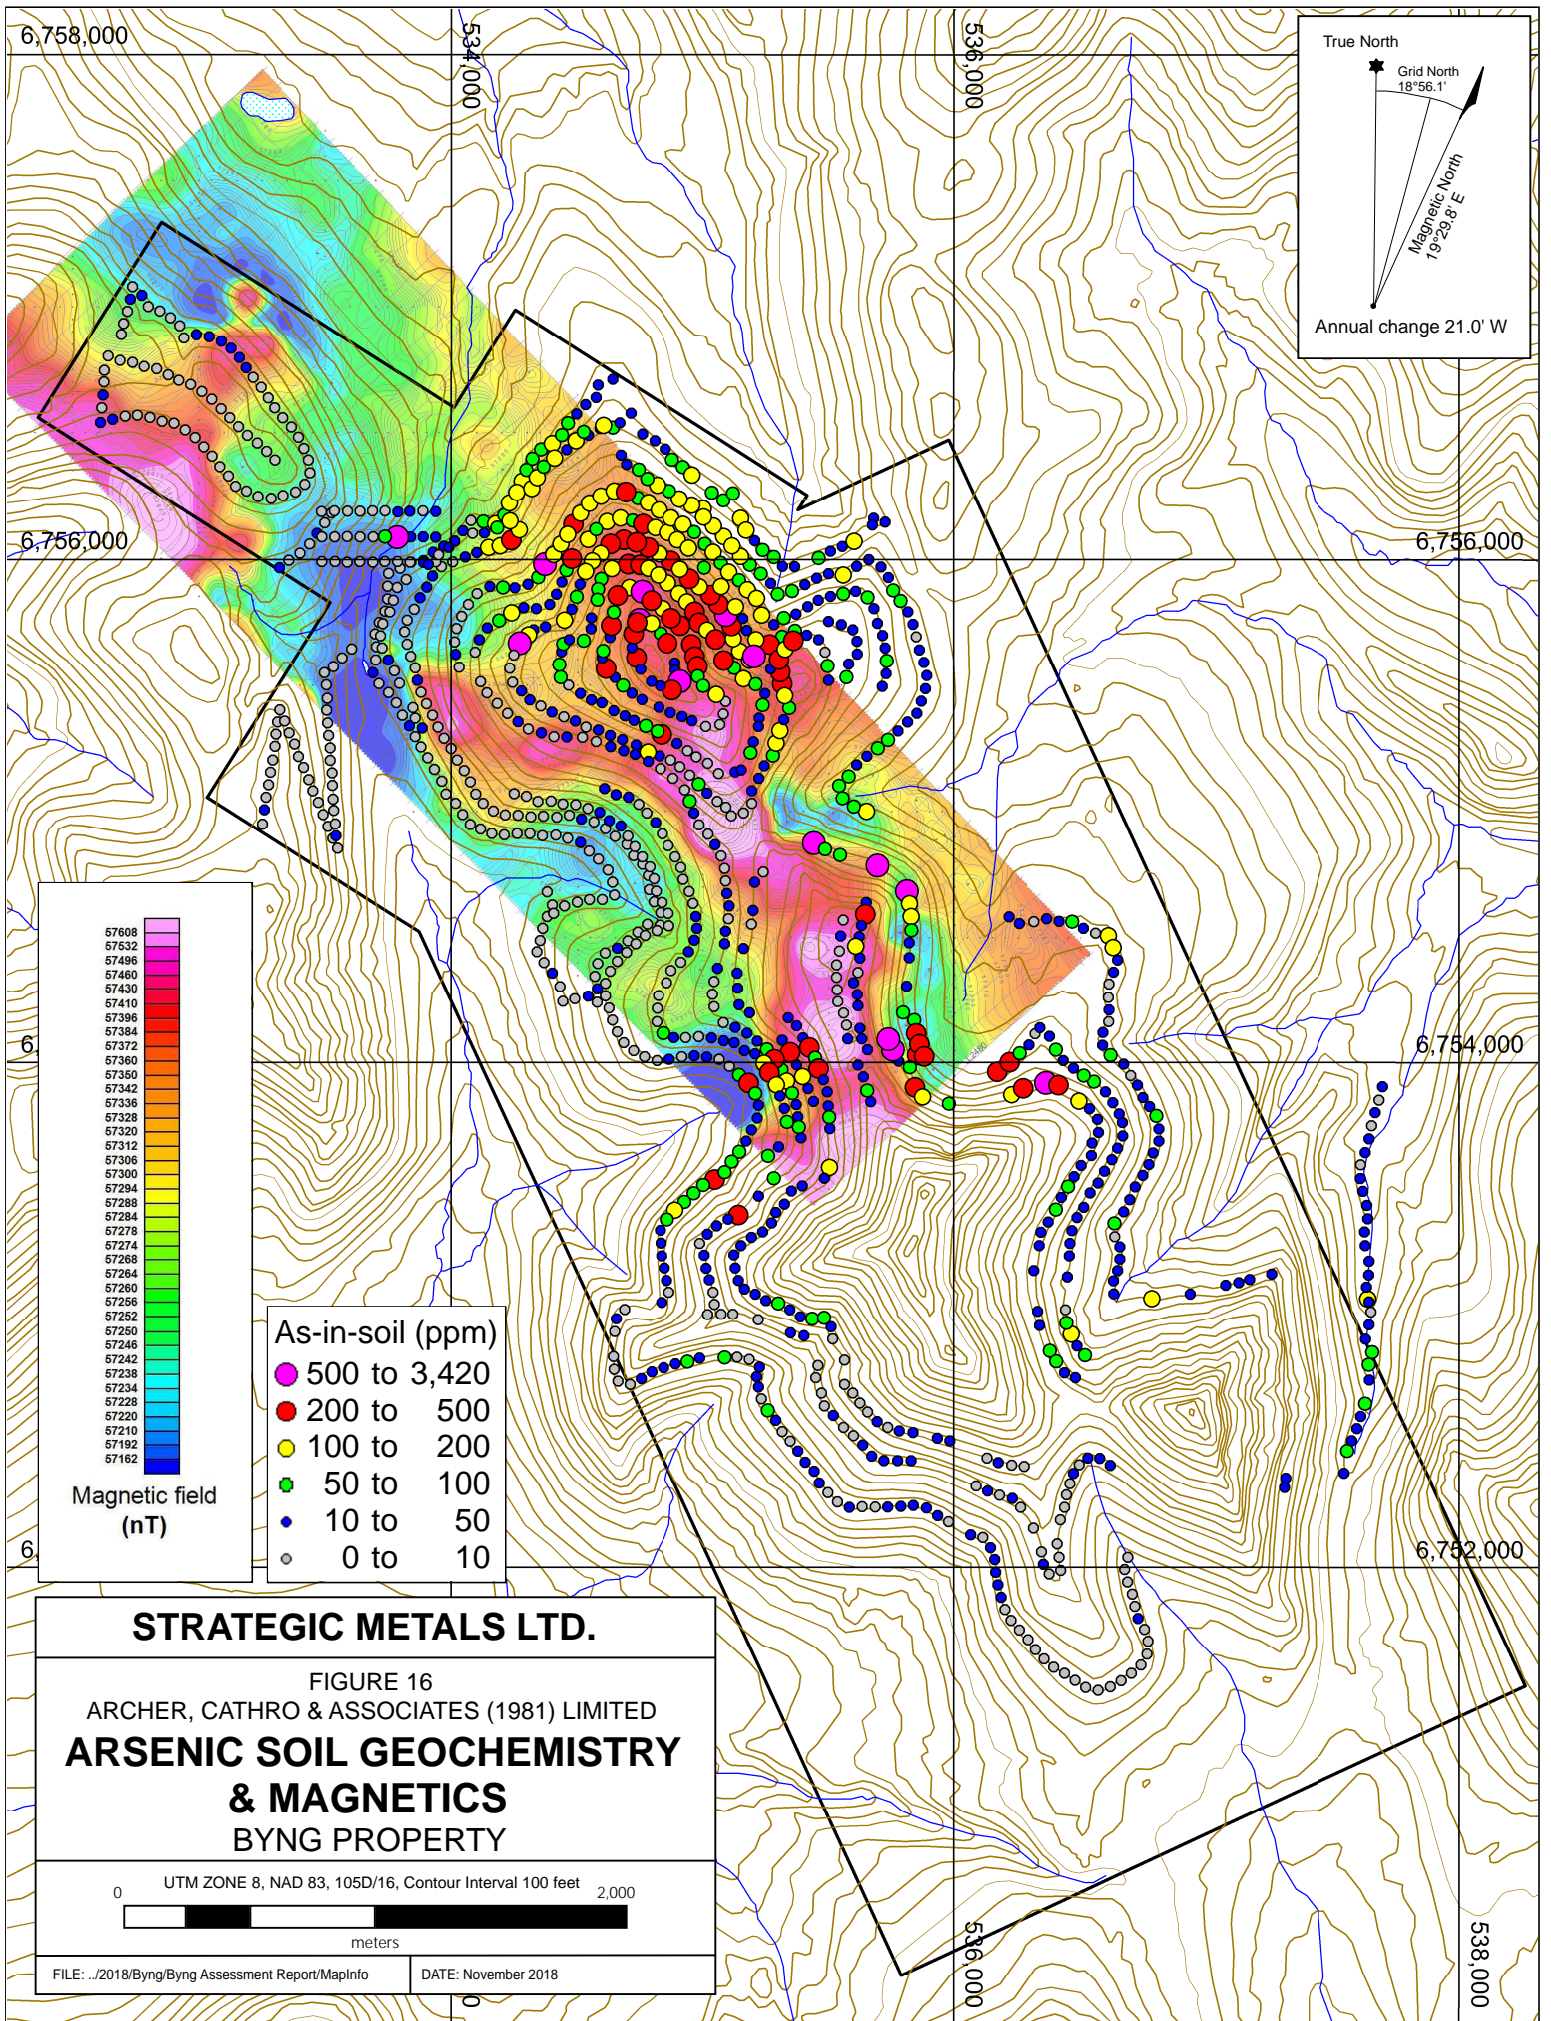 6,758,000
534,000
536,000
True North
Grid North
18°56.1'
Magnetic North
19°29.8' E
Annual change 21.0' W
6,756,000
6,756,000
57608
57532
57496
57460
57430
57410
57396
57384
57372
57360
57350
57342
57336
57328
57320
57312
57306
57300
57294
57288
57284
57278
57274
57268
57264
57260
57256
57252
57250
57246
57242
57238
57234
57228
57220
57210
57192
57162
Magnetic field
(nT)
6,754,000
As-in-soil (ppm)
500 to 3,420
200 to 500
100 to 200
50 to 100
10 to 50
0 to 10
6,752,000
STRATEGIC METALS LTD.
FIGURE 16
ARCHER, CATHRO & ASSOCIATES (1981) LIMITED
ARSENIC SOIL GEOCHEMISTRY
& MAGNETICS
BYNG PROPERTY
UTM ZONE 8, NAD 83, 105D/16, Contour Interval 100 feet
0 2,000
meters
FILE: ../2018/Byng/Byng Assessment Report/MapInfo
DATE: November 2018
536,000
538,000